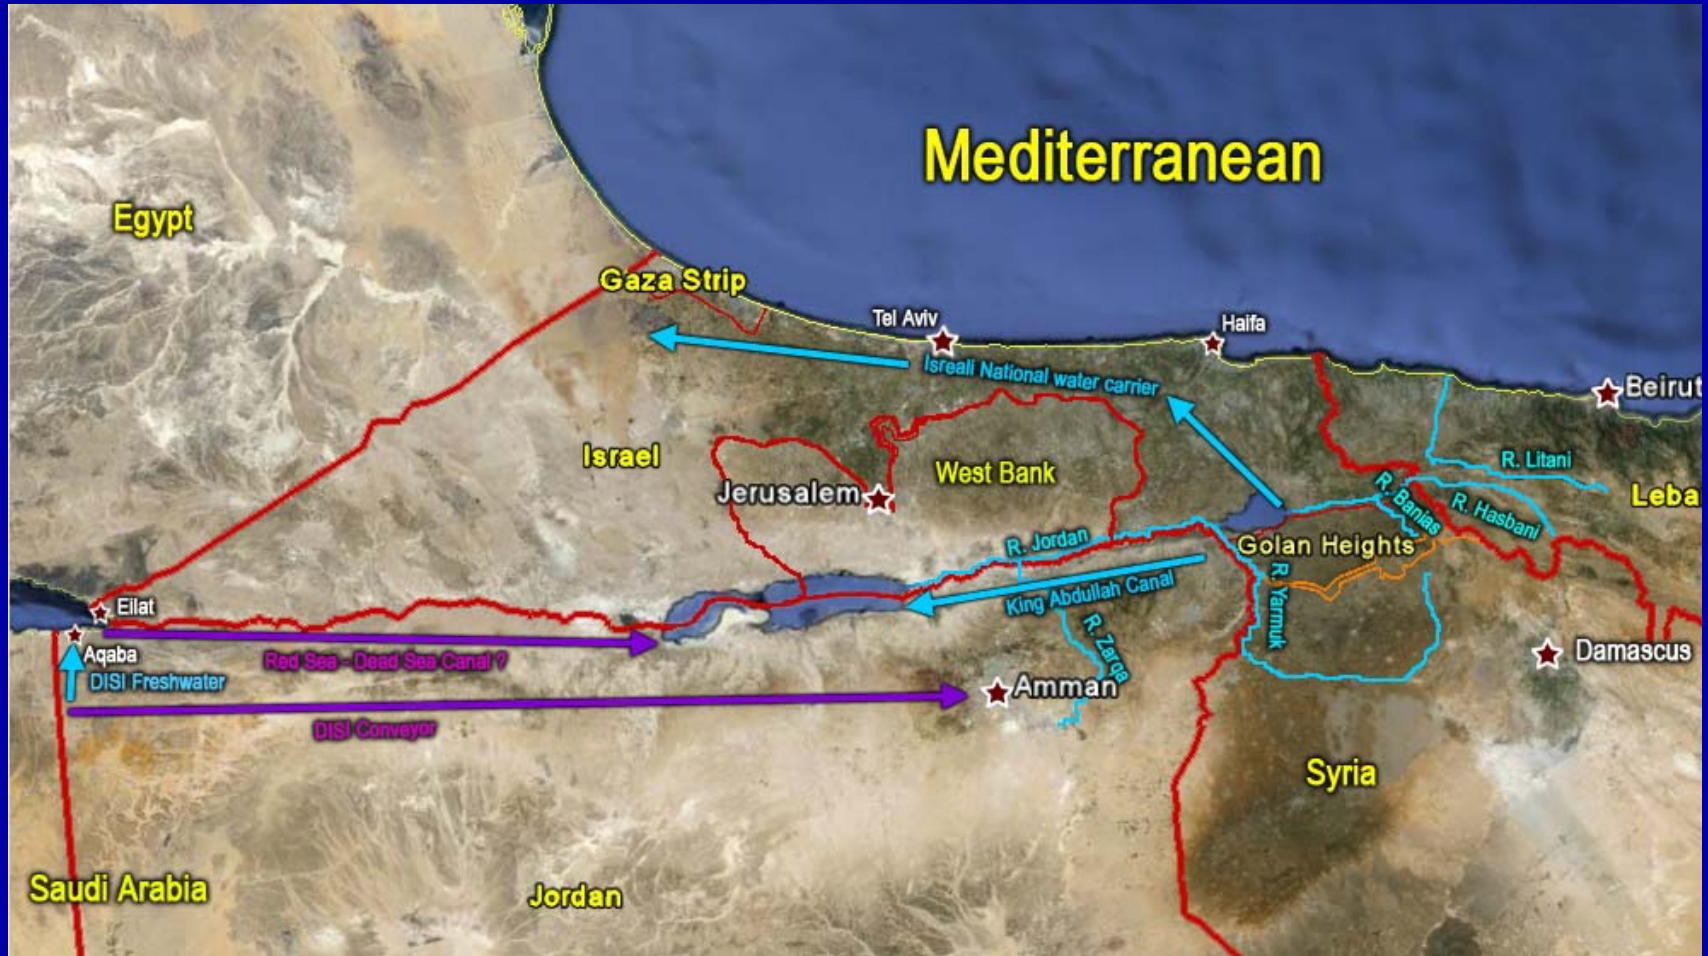 Mediterranean
Egypt
Gaza Strip
Tel Aviv
Haifa
Isreali National water carrier
Beirut
Israel
West Bank
R. Litani
Jerusalem
R. Banias
R. Hasbani
Leba
R. Jordan
Golan Heights
King Abdullah Canal
R. Yarmuk
Eilat
R. Zarqa
Aqaba
Red Sea - Dead Sea Canal ?
Damascus
DISI Freshwater
Amman
DISI Conveyor
Syria
Saudi Arabia
Jordan